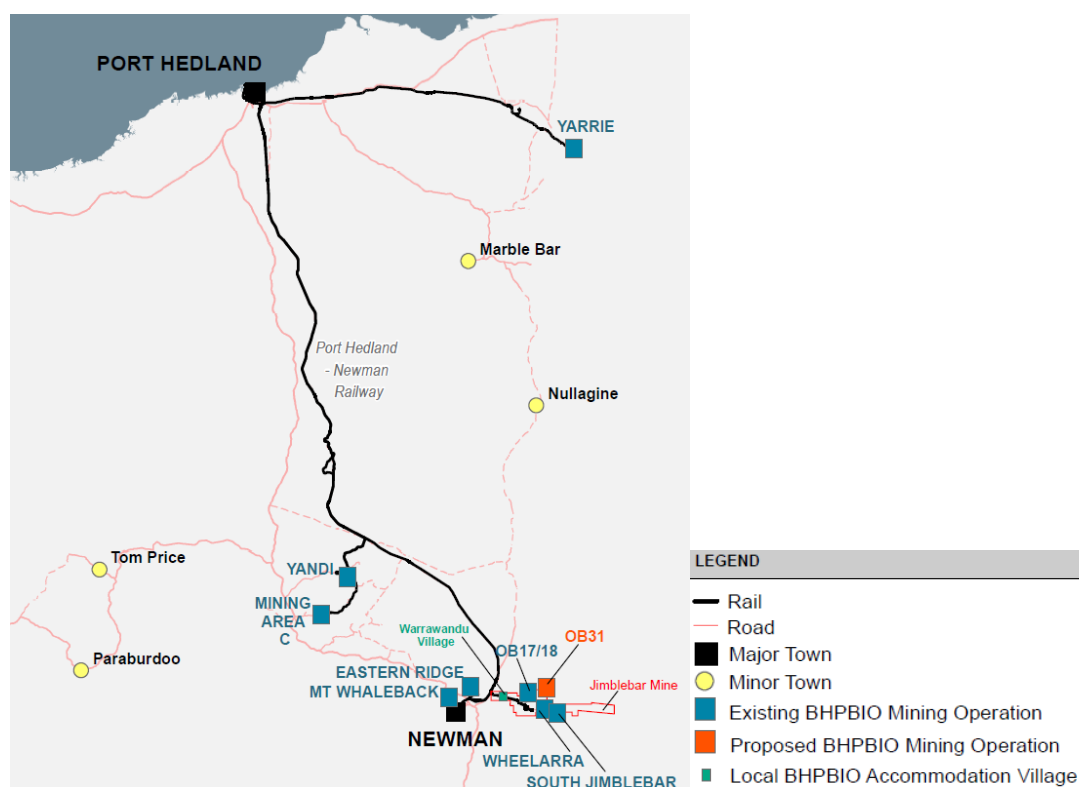 PORT HEDLAND
YARRIE
Marble Bar
Port Hedland
- Newman
Railway
Nullagine
Tom Price
YANDI
MINING
AREA
C
Paraburdoo
Warrawandu
Village
OB17/18
OB31
EASTERN RIDGE
MT WHALEBACK
Jimblebar Mine
NEWMAN
WHEELARRA
SOUTH JIMBLEBAR
LEGEND
Rail
Road
Major Town
Minor Town
Existing BHPBIO Mining Operation
Proposed BHPBIO Mining Operation
Local BHPBIO Accommodation Village